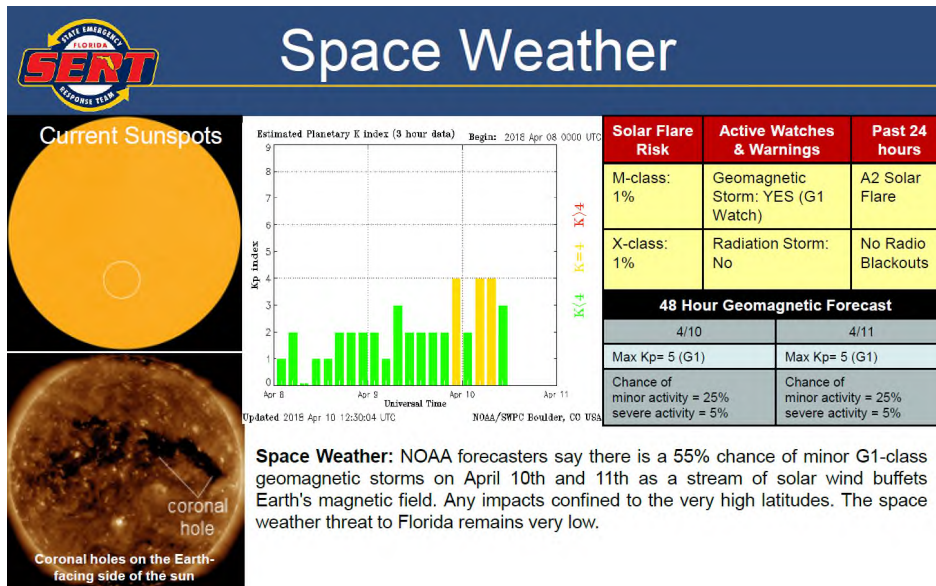 STATE EMERGENCY
FLORIDA
SERT
RESPONSE TEAM
Space Weather
Current Sunspots
Estimated Planetary K index (3 hour data)
Begin: 2018 Apr 08 0000 UTC
9
8
7
6
5
4
3
2
1
0
Kp index
K<4 K=4 K>4
Apr 8
Apr 9
Apr 10
Apr 11
Universal Time
Updated 2018 Apr 10 12:30:04 UTC
NOAA/SWPC Boulder, CO USA
Solar Flare Risk
Active Watches & Warnings
Past 24 hours
M-class: 1%
Geomagnetic Storm: YES (G1 Watch)
A2 Solar Flare
X-class: 1%
Radiation Storm: No
No Radio Blackouts
48 Hour Geomagnetic Forecast
4/10
4/11
Max Kp= 5 (G1)
Max Kp= 5 (G1)
Chance of
minor activity = 25%
severe activity = 5%
Chance of
minor activity = 25%
severe activity = 5%
coronal
hole
Coronal holes on the Earth-
facing side of the sun
Space Weather: NOAA forecasters say there is a 55% chance of minor G1-class
geomagnetic storms on April 10th and 11th as a stream of solar wind buffets
Earth's magnetic field. Any impacts confined to the very high latitudes. The space
weather threat to Florida remains very low.